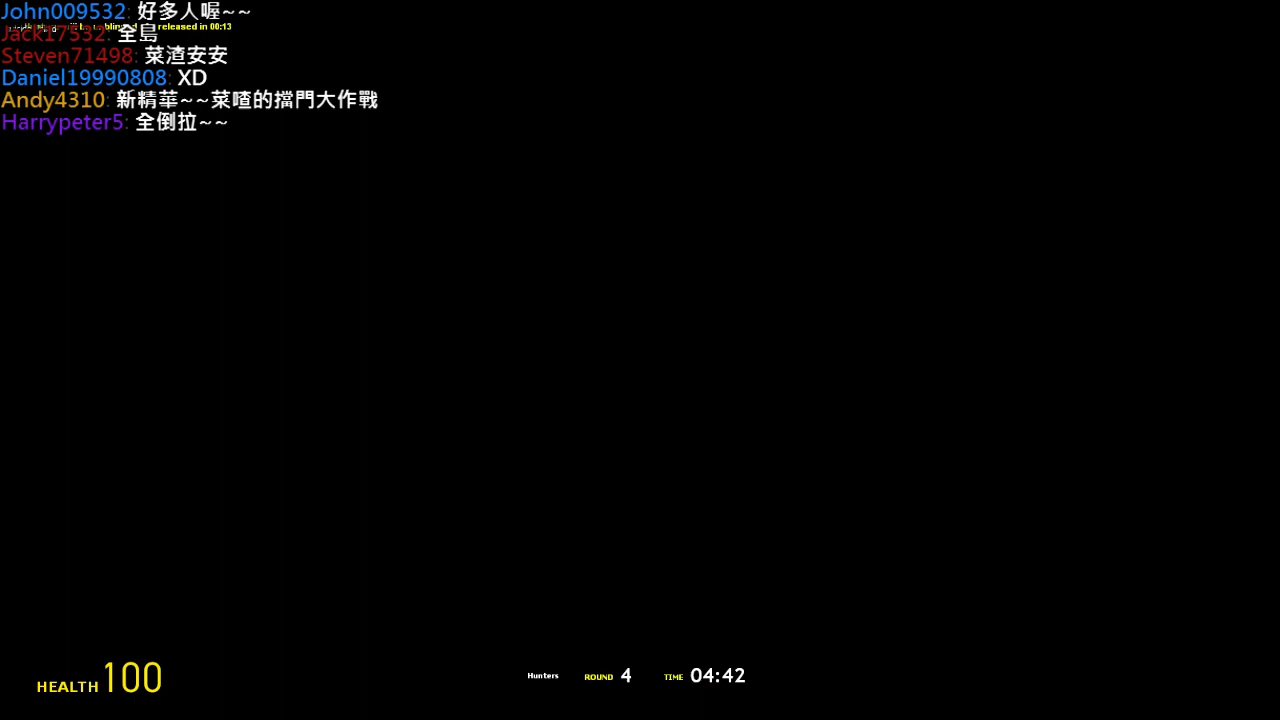 John009532: 好多人喔~~
released in 00:13
Jack17532: 全島
Steven71498: 菜渣安安
Daniel19990808: XD
Andy4310: 新精華~~菜喳的擋門大作戰
Harrypeter5: 全倒拉~~
HEALTH 100
Hunters ROUND 4 TIME 04:42